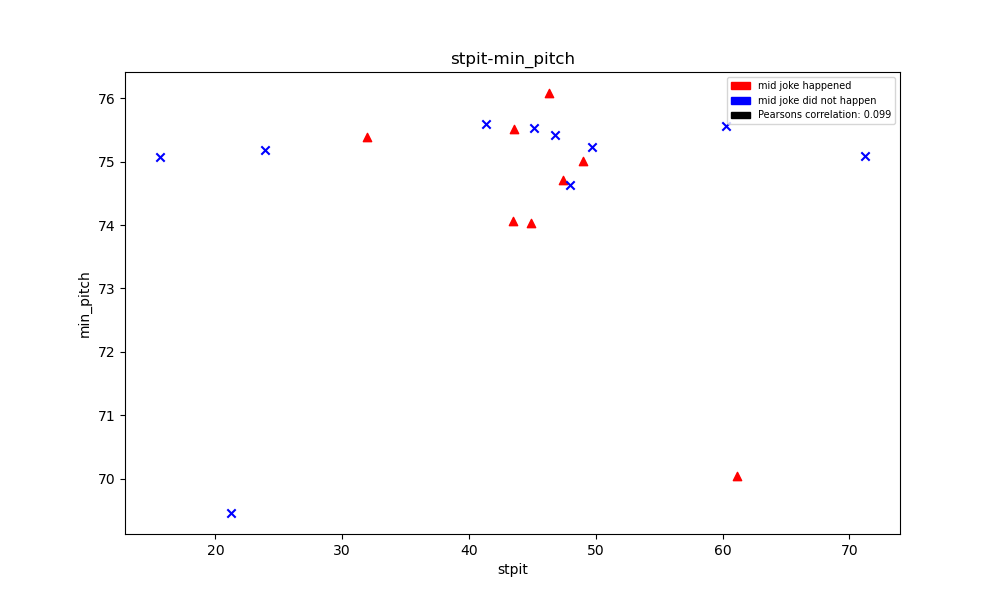 stpit-min_pitch
mid joke happened
mid joke did not happen
Pearsons correlation: 0.099
76
75
74
73
72
71
70
min_pitch
20 30 40 50 60 70
stpit